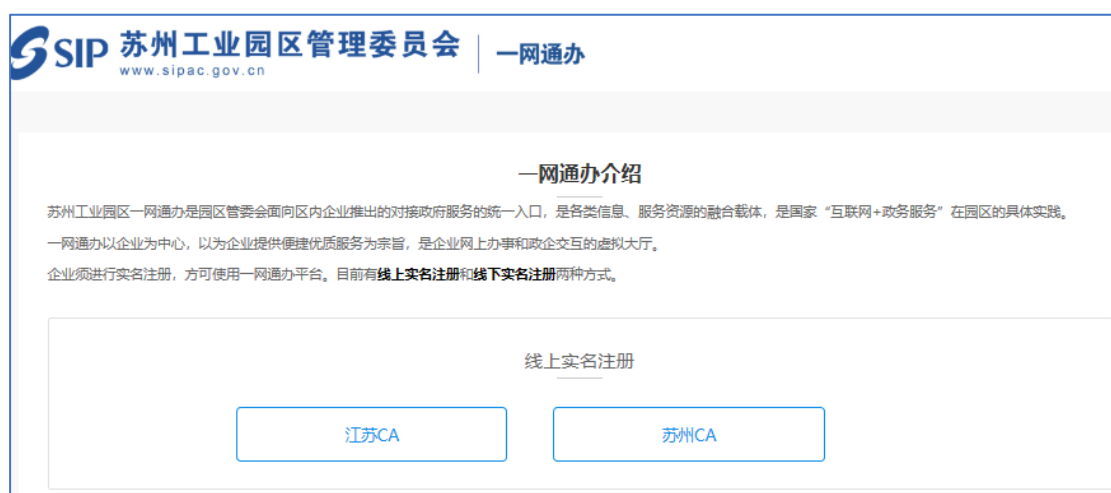 SIP 苏州工业园区管理委员会 一网通办
www.sipac.gov.cn
一网通办介绍
苏州工业园区一网通办是园区管委会面向区内企业推出的对接政府服务的统一入口，是各类信息、服务资源的融合载体，是国家“互联网+政务服务”在园区的具体实践。
一网通办以企业为中心，以为企业提供便捷优质服务为宗旨，是企业网上办事和政企交互的虚拟大厅。
企业须进行实名注册，方可使用一网通办平台。目前有线上实名注册和线下实名注册两种方式。
线上实名注册
江苏CA 苏州CA